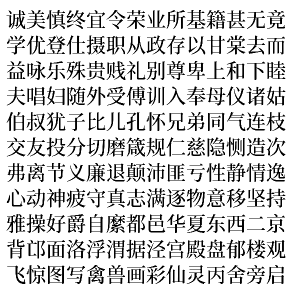 诚美慎终宜令荣业所基籍甚无竟
学优登仕摄职从政存以甘棠去而
益咏乐殊贵贱礼别尊卑上和下睦
夫唱妇随外受傅训入奉母仪诸姑
伯叔犹子比儿孔怀兄弟同气连枝
交友投分切磨箴规仁慈隐恻造次
弗离节义廉退颠沛匪亏性静情逸
心动神疲守真志满逐物意移坚持
雅操好爵自縻都邑华夏东西二京
背邙面洛浮渭据泾宫殿盘郁楼观
飞惊图写禽兽画彩仙灵丙舍旁启